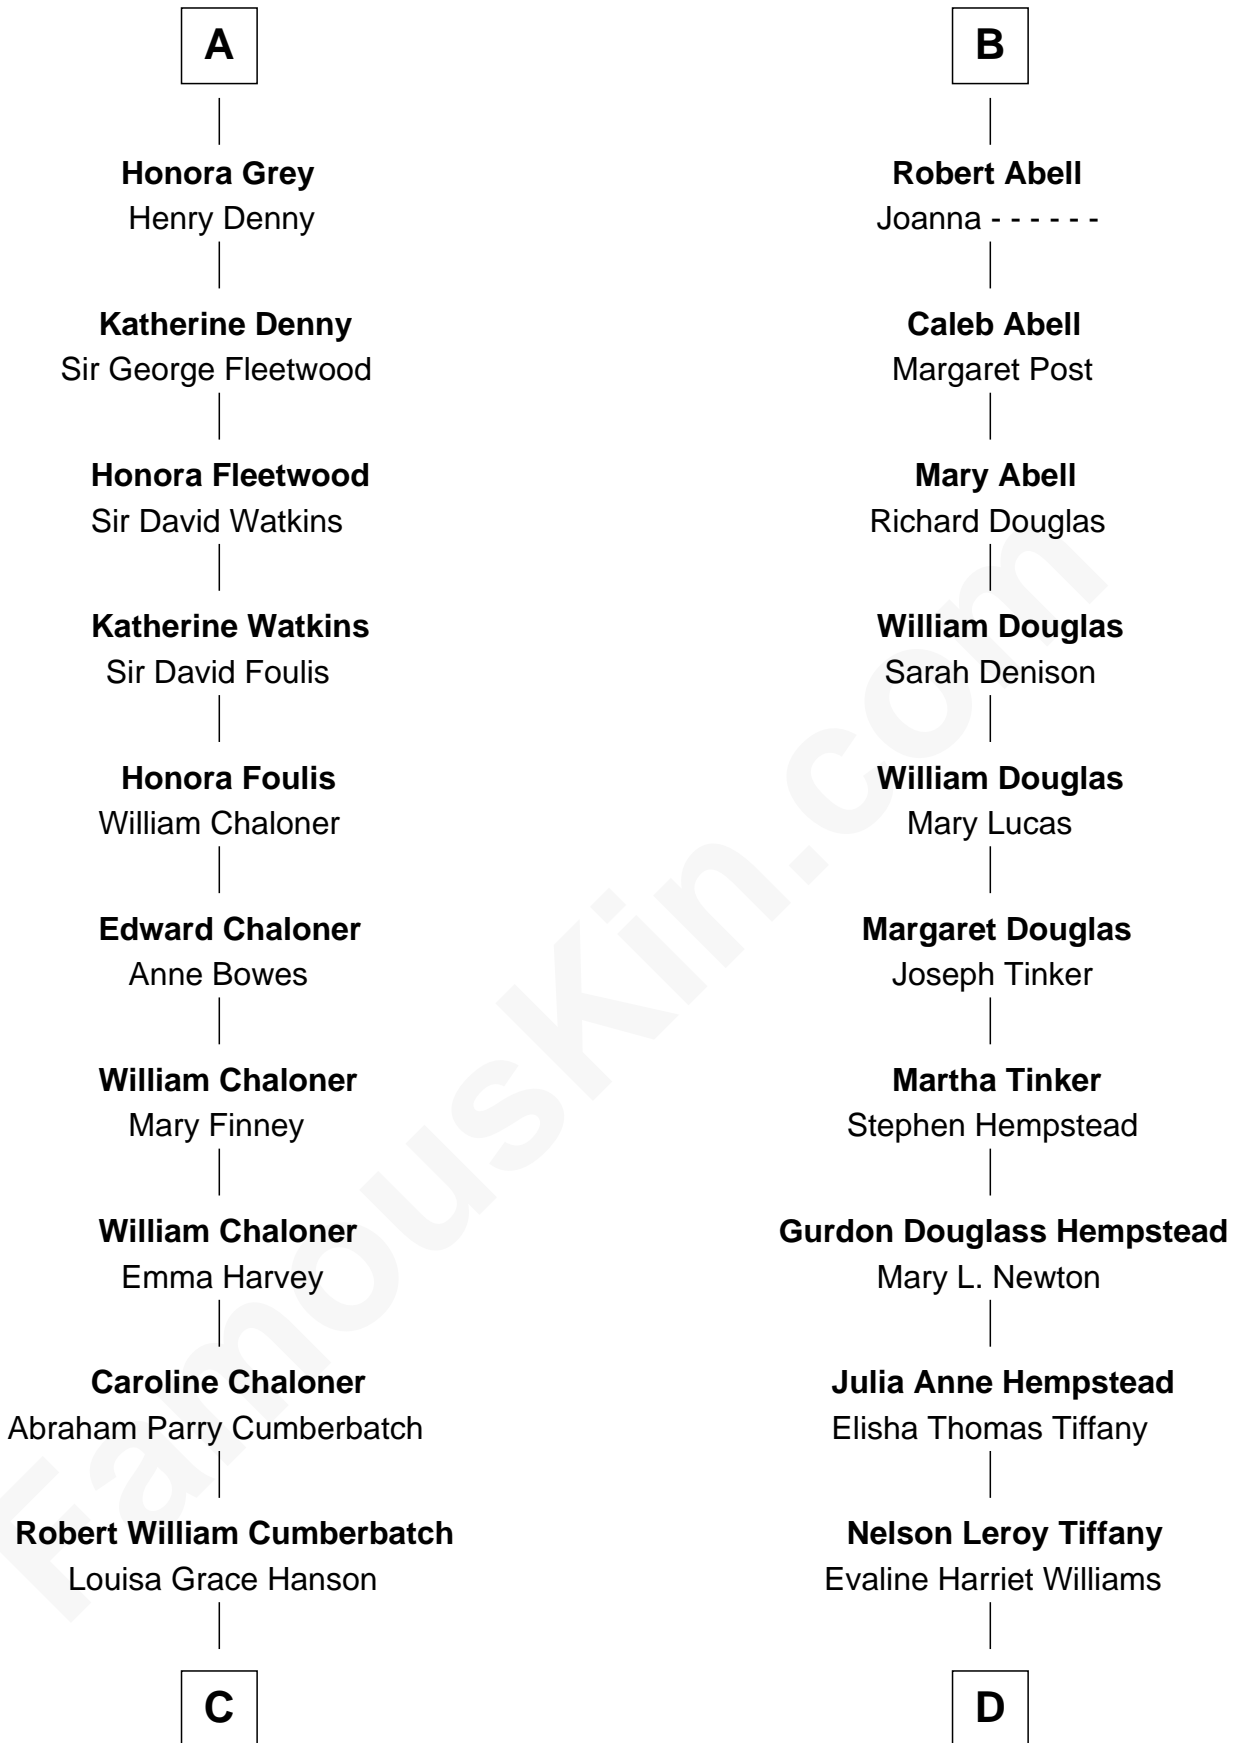 A
Honora Grey
Henry Denny
Katherine Denny
Sir George Fleetwood
Honora Fleetwood
Sir David Watkins
Katherine Watkins
Sir David Foulis
Honora Foulis
William Chaloner
Edward Chaloner
Anne Bowes
William Chaloner
Mary Finney
William Chaloner
Emma Harvey
Caroline Chaloner
Abraham Parry Cumberbatch
Robert William Cumberbatch
Louisa Grace Hanson
C
B
Robert Abell
Joanna - - - - - -
Caleb Abell
Margaret Post
Mary Abell
Richard Douglas
William Douglas
Sarah Denison
William Douglas
Mary Lucas
Margaret Douglas
Joseph Tinker
Martha Tinker
Stephen Hempstead
Gurdon Douglass Hempstead
Mary L. Newton
Julia Anne Hempstead
Elisha Thomas Tiffany
Nelson Leroy Tiffany
Evaline Harriet Williams
D
FamousKin.com